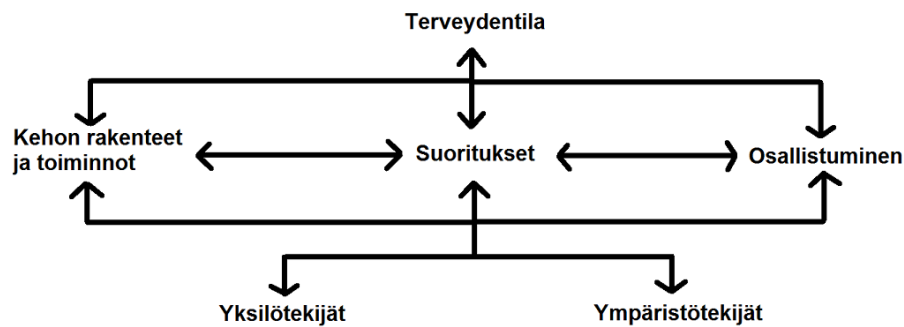 Terveydentila
Kehon rakenteet
ja toiminnot
Suoritukset
Osallistuminen
Yksilötekijät
Ympäristötekijät